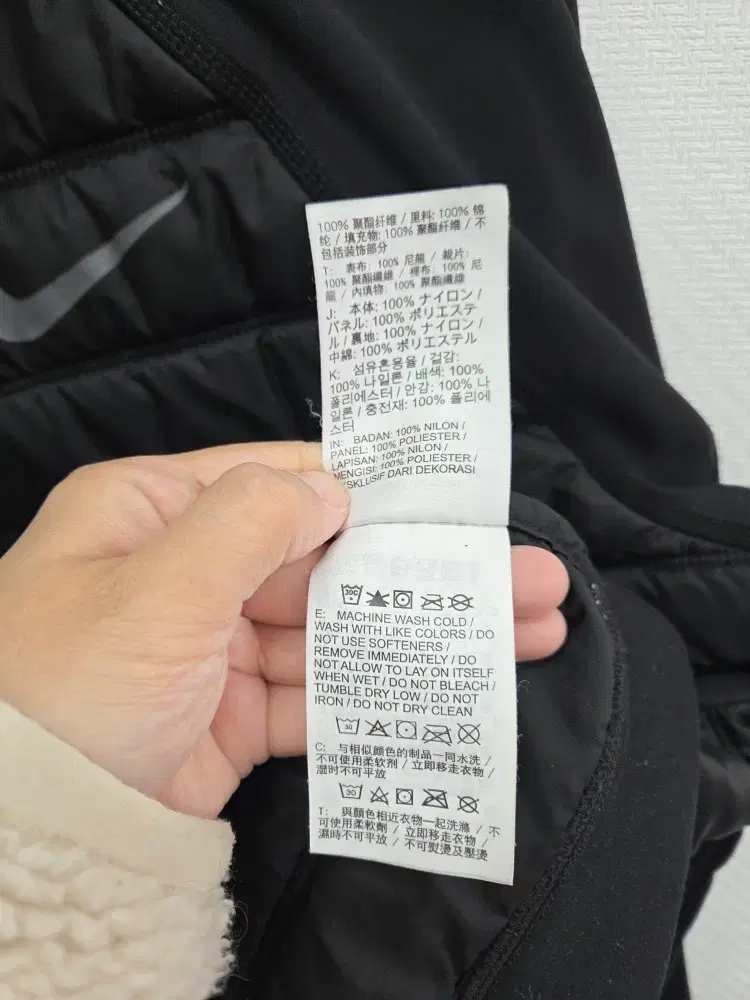 100% 聚酯纤维 / 里料: 100% 锦
纶 / 填充物: 100% 聚酯纤维 / 不
包括装饰部分
T: 表布: 100% 尼龍 / 裁片:
100% 聚酯纖維 / 裡布: 100% 尼
龍 / 內填物: 100% 聚酯纖維
J: 本体: 100% ナイロン /
パネル: 100% ポリエステ
ル / 裏地: 100% ナイロン /
中綿: 100% ポリエステル
K: 섬유혼용율 / 겉감:
100% 나일론 / 배색: 100%
폴리에스터 / 안감: 100% 나
일론 / 충전재: 100% 폴리에
스터
IN: BADAN: 100% NILON /
PANEL: 100% POLIESTER /
LAPISAN: 100% NILON /
MENGISI: 100% POLIESTER /
EKSKLUSIF DARI DEKORASI
30C
E: MACHINE WASH COLD /
WASH WITH LIKE COLORS / DO
NOT USE SOFTENERS /
REMOVE IMMEDIATELY / DO
NOT ALLOW TO LAY ON ITSELF
WHEN WET / DO NOT BLEACH /
TUMBLE DRY LOW / DO NOT
IRON / DO NOT DRY CLEAN
30
C: 与相似颜色的制品一同水洗 /
不可使用柔软剂 / 立即移走衣物 /
湿时不可平放
30
T: 與顏色相近衣物一起洗滌 / 不
可使用柔軟劑 / 立即移走衣物 /
濕時不可平放 / 不可熨燙及壓燙